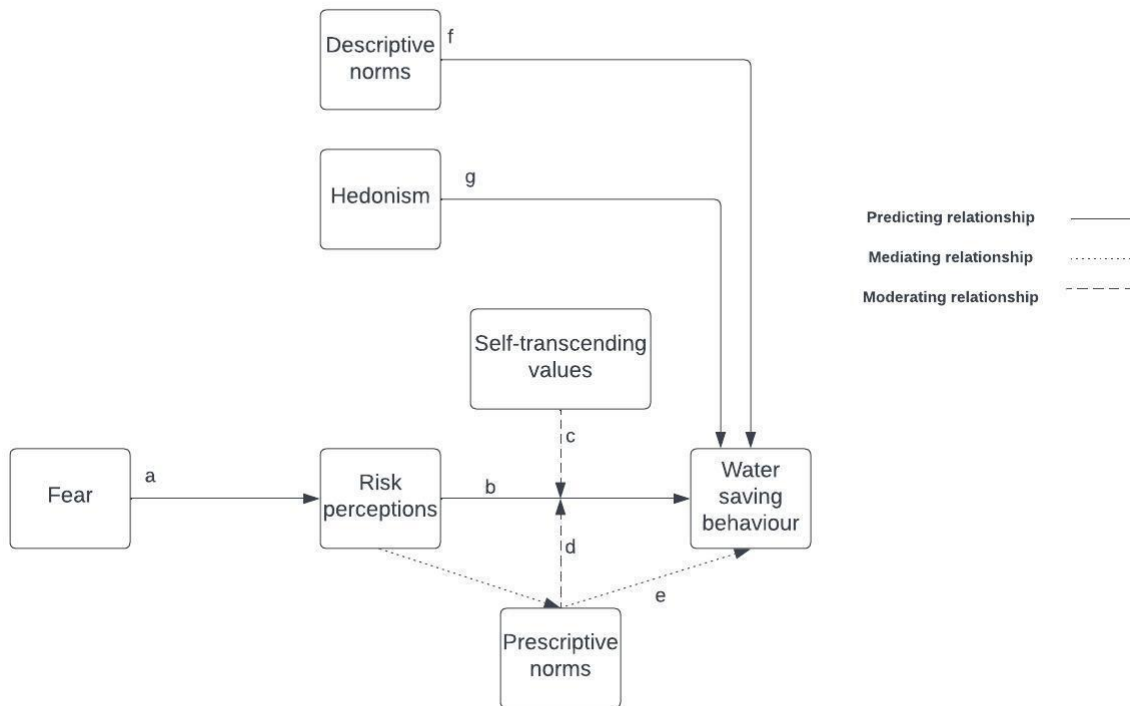 Descriptive
norms
f
Hedonism
g
Predicting relationship
Mediating relationship
Moderating relationship
Self-transcending
values
c
Fear
a
Risk
perceptions
b
Water
saving
behaviour
d
e
Prescriptive
norms